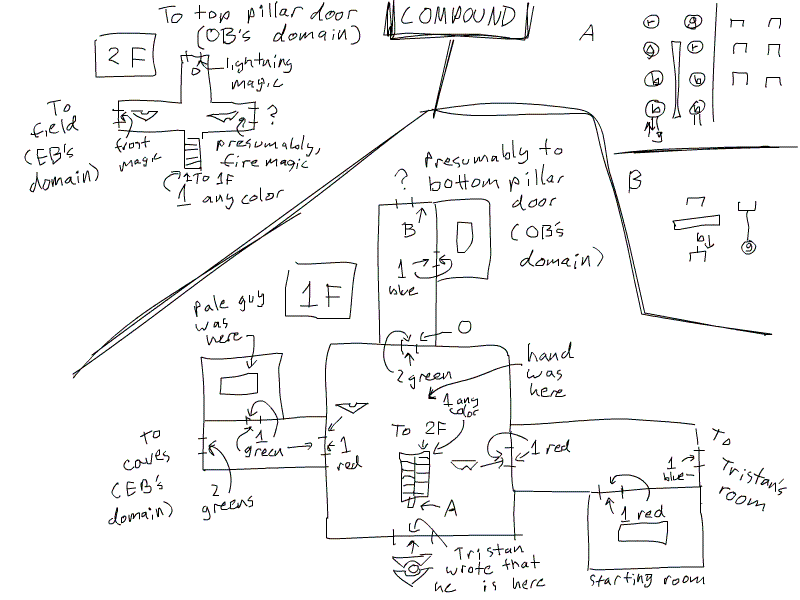 COMPOUND
2F
To top pillar door
(OB's domain)
lightning
magic
To
field
(CEB's
domain)
?
frost
magic
presumably,
fire magic
To 1F
1 any color
A
r
g
g
r
b
b
b
b
g
B
b
g
1F
Presumably to
bottom pillar
door
(OB's
domain)
?
B
1
blue
O
2 green
hand
was
here
pale guy
was
here
1
green
1
red
2
greens
To
caves
(CEB's
domain)
1 any
color
To 2F
A
1 red
To
Tristan's
room
1
blue
1 red
starting room
Tristan
wrote that
he is here